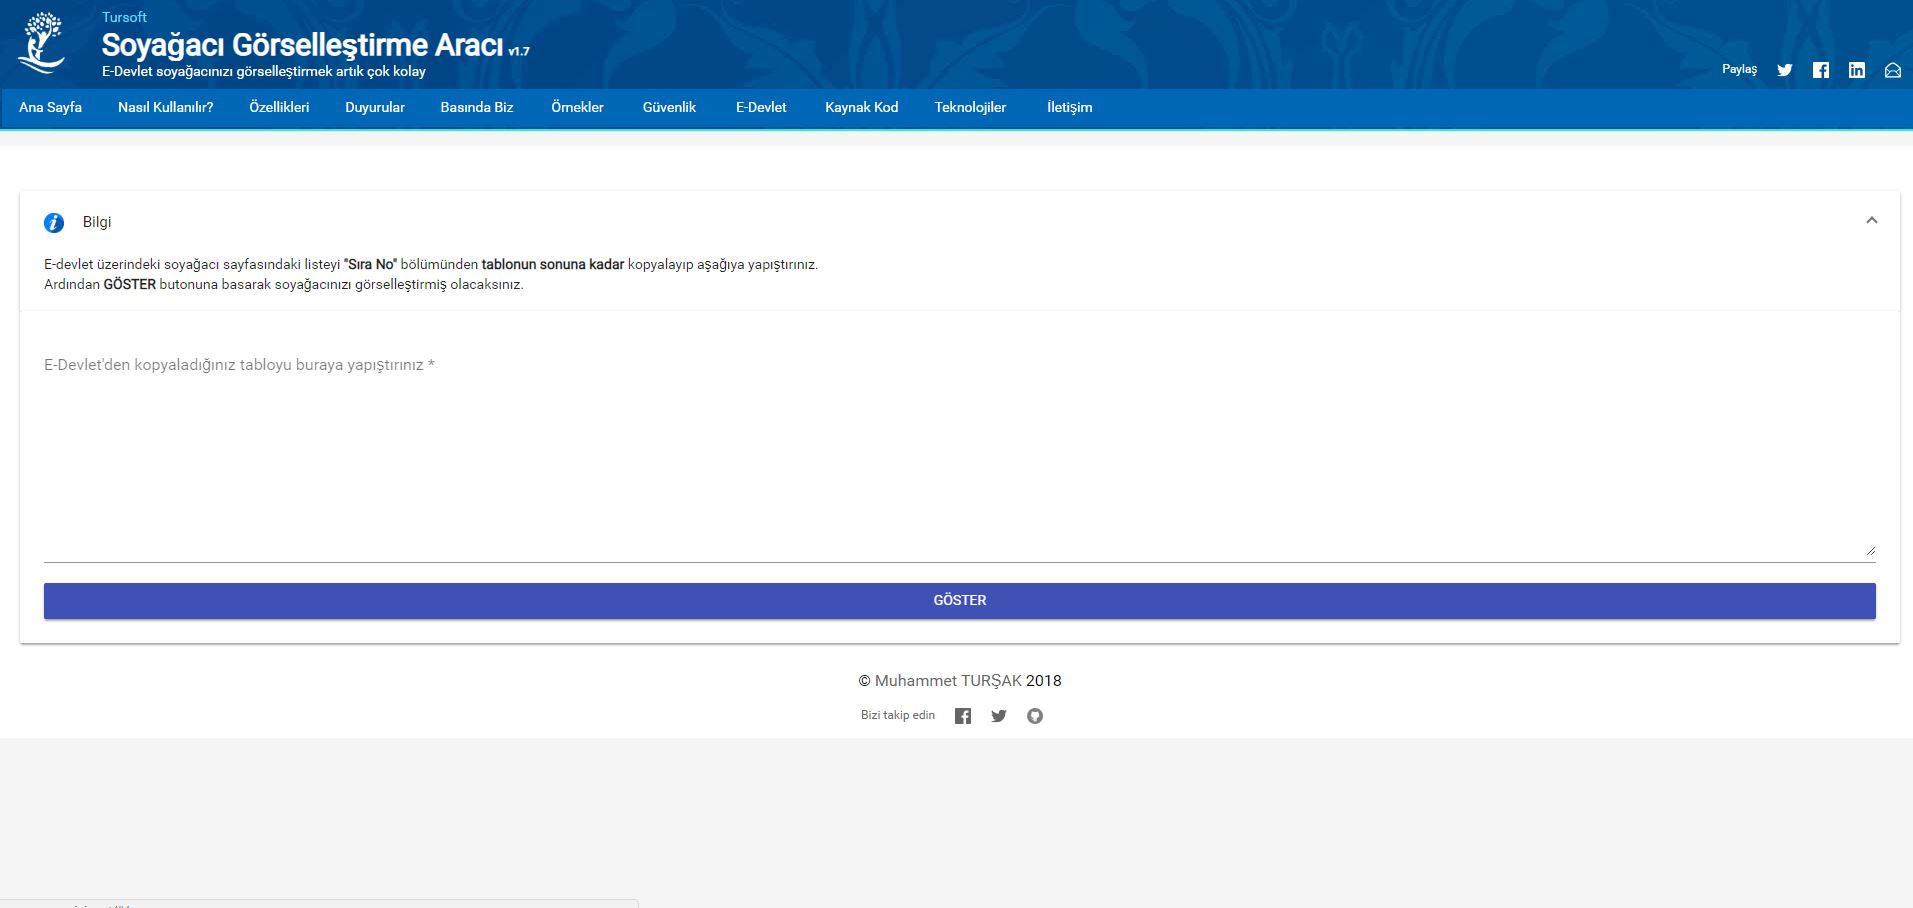 Tursoft
Soyağacı Görselleştirme Aracı v1.7
E-Devlet soyağacınızı görselleştirmek artık çok kolay
Paylaş
Ana Sayfa Nasıl Kullanılır? Özellikleri Duyurular Basında Biz Örnekler Güvenlik E-Devlet Kaynak Kod Teknolojiler İletişim
Bilgi
E-devlet üzerindeki soyağacı sayfasındaki listeyi "Sıra No" bölümünden tablonun sonuna kadar kopyalayıp aşağıya yapıştırınız.
Ardından GÖSTER butonuna basarak soyağacınızı görselleştirmiş olacaksınız.
E-Devlet'den kopyaladığınız tabloyu buraya yapıştırınız *
GÖSTER
© Muhammet TURŞAK 2018
Bizi takip edin